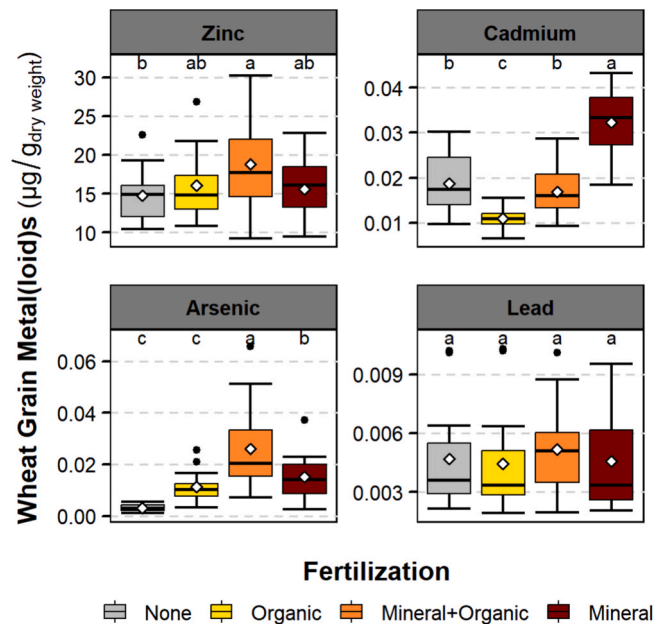 Wheat Grain Metal(loid)s (µg/gdry weight)
Zinc
b ab a ab
30
25
20
15
10
Cadmium
b c b a
0.04
0.03
0.02
0.01
Arsenic
c c a b
0.06
0.04
0.02
0.00
Lead
a a a a
0.009
0.006
0.003
Fertilization
None Organic Mineral+Organic Mineral